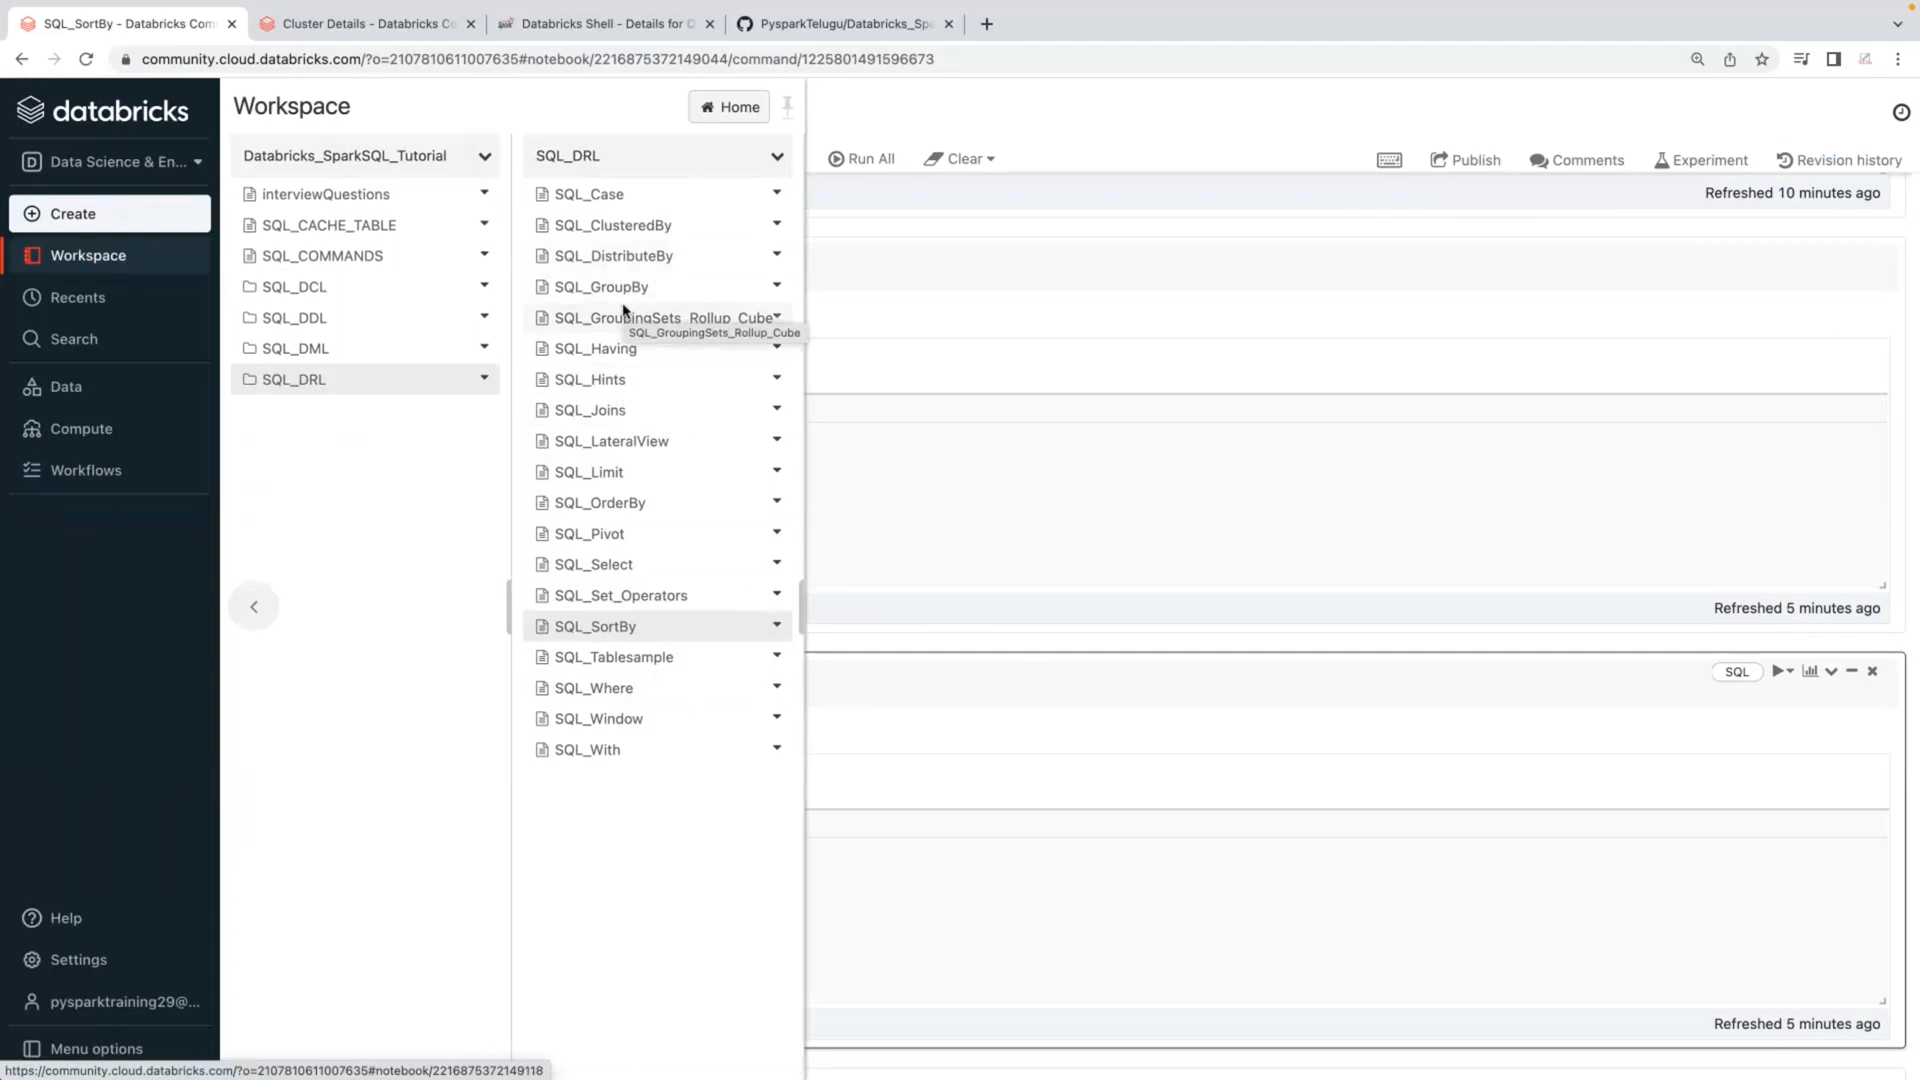 SQL_SortBy - Databricks Com
Cluster Details - Databricks Co
Databricks Shell - Details for Q
PysparkTelugu/Databricks_Spa
community.cloud.databricks.com/?o=2107810611007635#notebook/2216875372149044/command/1225801491596673
databricks
Data Science & En...
Create
Workspace
Recents
Search
Data
Compute
Workflows
Help
Settings
pysparktraining29@...
Menu options
Workspace
Home
Databricks_SparkSQL_Tutorial
interviewQuestions
SQL_CACHE_TABLE
SQL_COMMANDS
SQL_DCL
SQL_DDL
SQL_DML
SQL_DRL
SQL_DRL
SQL_Case
SQL_ClusteredBy
SQL_DistributeBy
SQL_GroupBy
SQL_GroupingSets_Rollup_Cube
SQL_GroupingSets_Rollup_Cube
SQL_Having
SQL_Hints
SQL_Joins
SQL_LateralView
SQL_Limit
SQL_OrderBy
SQL_Pivot
SQL_Select
SQL_Set_Operators
SQL_SortBy
SQL_Tablesample
SQL_Where
SQL_Window
SQL_With
Run All
Clear
Publish
Comments
Experiment
Revision history
Refreshed 10 minutes ago
Refreshed 5 minutes ago
SQL
Refreshed 5 minutes ago
https://community.cloud.databricks.com/?o=2107810611007635#notebook/2216875372149118